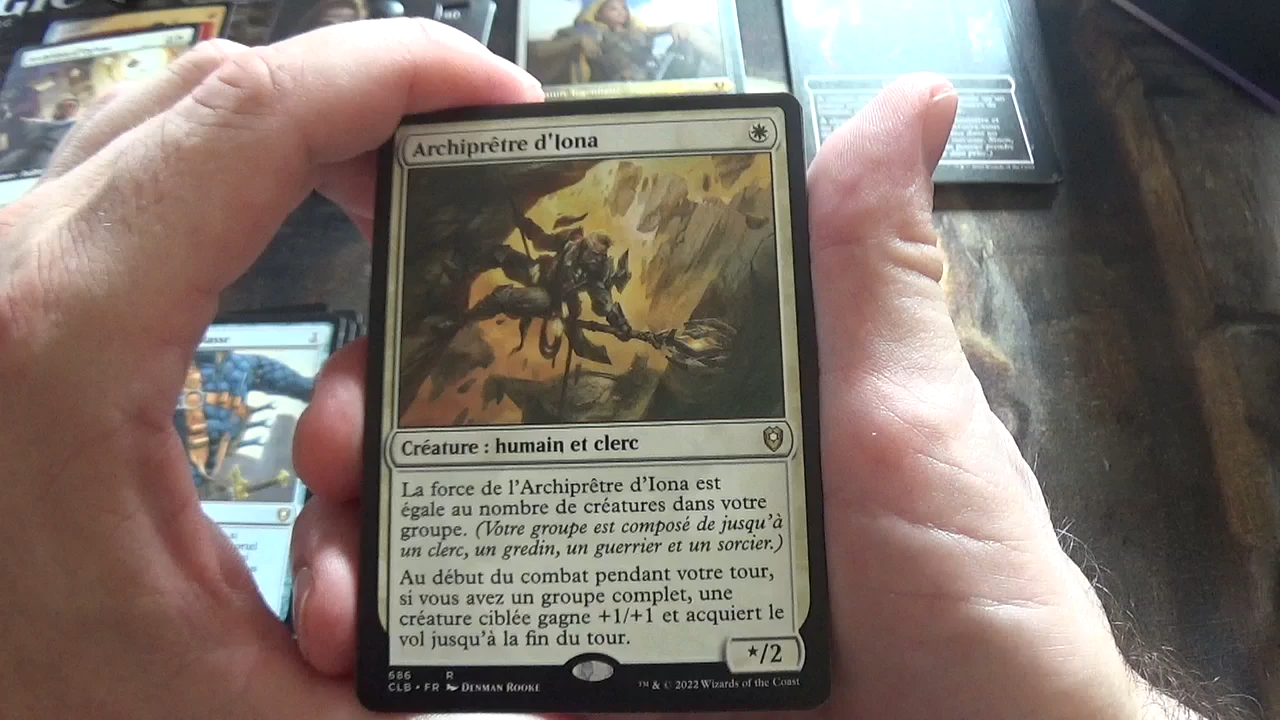 Archiprêtre d'Iona
Créature : humain et clerc
La force de l'Archiprêtre d'Iona est
égale au nombre de créatures dans votre
groupe. (Votre groupe est composé de jusqu'à
un clerc, un gredin, un guerrier et un sorcier.)
Au début du combat pendant votre tour,
si vous avez un groupe complet, une
créature ciblée gagne +1/+1 et acquiert le
vol jusqu'à la fin du tour.
★/2
686 R
CLB • FR DENMAN ROOKE
™ & © 2022 Wizards of the Coast